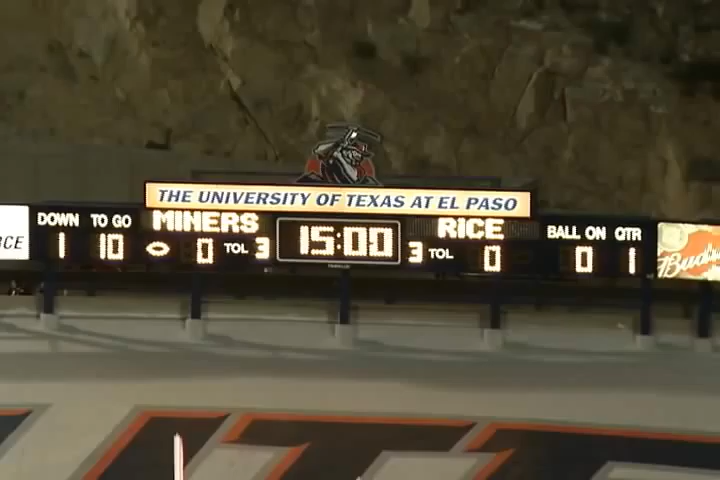 THE UNIVERSITY OF TEXAS AT EL PASO
DOWN TO GO MINERS RICE BALL ON QTR
1 10 0 TOL 3 15:00 3 TOL 0 0 1